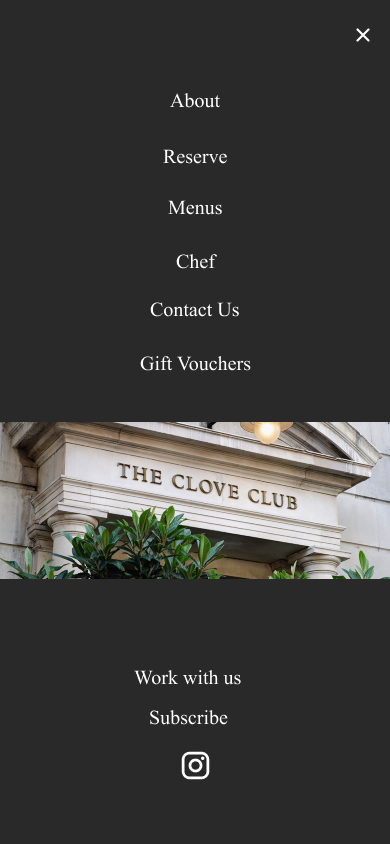 About
Reserve
Menus
Chef
Contact Us
Gift Vouchers
THE CLOVE CLUB
Work with us
Subscribe